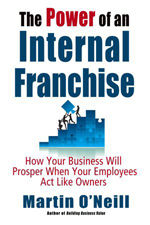 The Power of an
Internal
Franchise
How Your Business Will
Prosper When Your Employees
Act Like Owners
Martin O'Neill
Author of Building Business Value